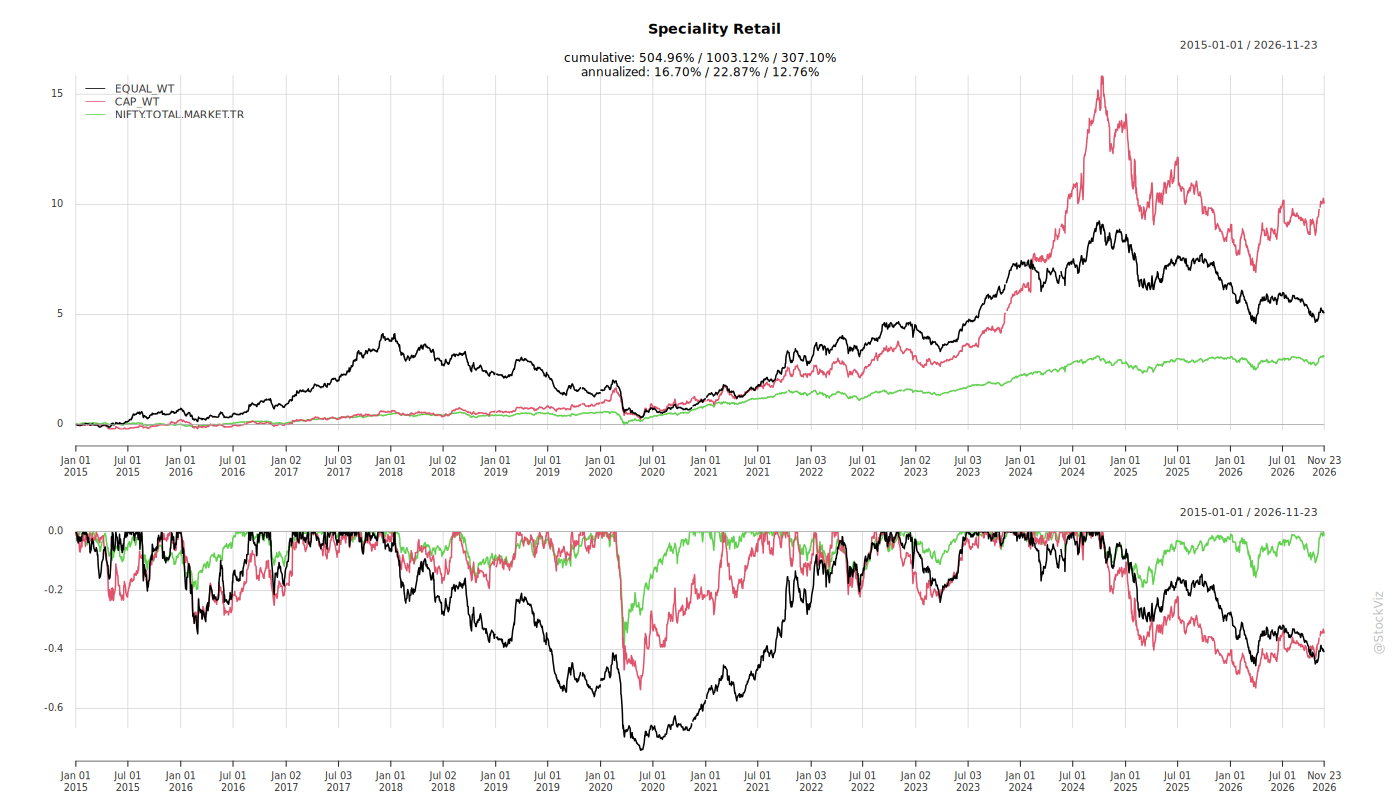 Speciality Retail
2015-01-01 / 2026-11-23
cumulative: 504.96% / 1003.12% / 307.10%
annualized: 16.70% / 22.87% / 12.76%
EQUAL_WT
CAP_WT
NIFTY.TOTAL.MARKET.TR
15
10
5
0
Jan 01 Jul 01 Jan 01 Jul 01 Jan 02 Jul 03 Jan 01 Jul 02 Jan 01 Jul 01 Jan 01 Jul 01 Jan 01 Jul 01 Jan 03 Jul 01 Jan 02 Jul 03 Jan 01 Jul 01 Jan 01 Jul 01 Jan 01 Jul 01 Nov 23
2015 2015 2016 2016 2017 2017 2018 2018 2019 2019 2020 2020 2021 2021 2022 2022 2023 2023 2024 2024 2025 2025 2026 2026 2026
2015-01-01 / 2026-11-23
0.0
-0.2
-0.4
-0.6
Jan 01 Jul 01 Jan 01 Jul 01 Jan 02 Jul 03 Jan 01 Jul 02 Jan 01 Jul 01 Jan 01 Jul 01 Jan 01 Jul 01 Jan 03 Jul 01 Jan 02 Jul 03 Jan 01 Jul 01 Jan 01 Jul 01 Jan 01 Jul 01 Nov 23
2015 2015 2016 2016 2017 2017 2018 2018 2019 2019 2020 2020 2021 2021 2022 2022 2023 2023 2024 2024 2025 2025 2026 2026 2026
@StockViz